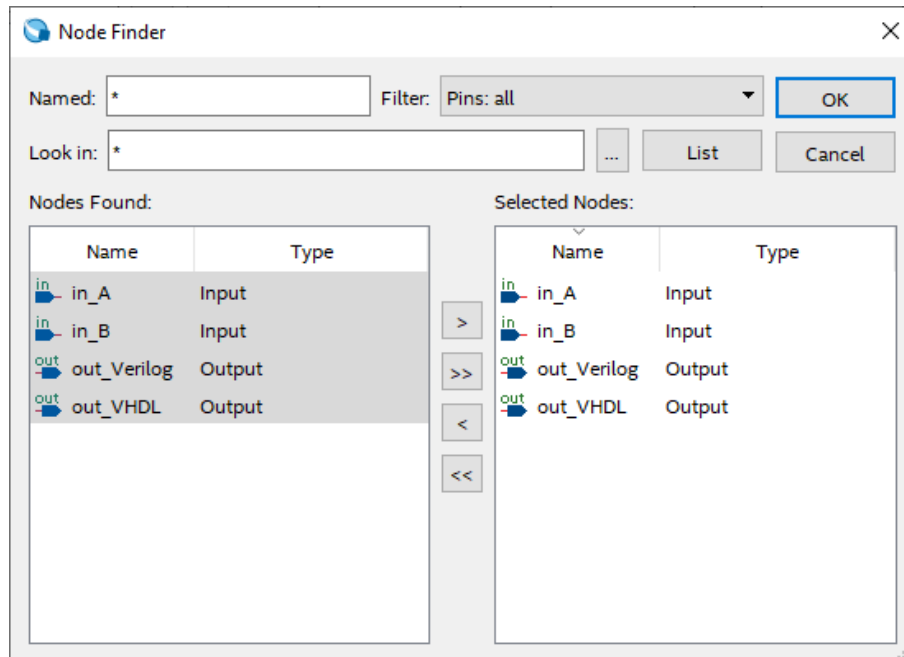 Node Finder
Named: * Filter: Pins: all OK
Look in: * ... List Cancel
Nodes Found: Selected Nodes:
Name Type Name Type
in in_A Input in in_A Input
in in_B Input > in in_B Input
out out_Verilog Output >> out out_Verilog Output
out out_VHDL Output < out out_VHDL Output
<<